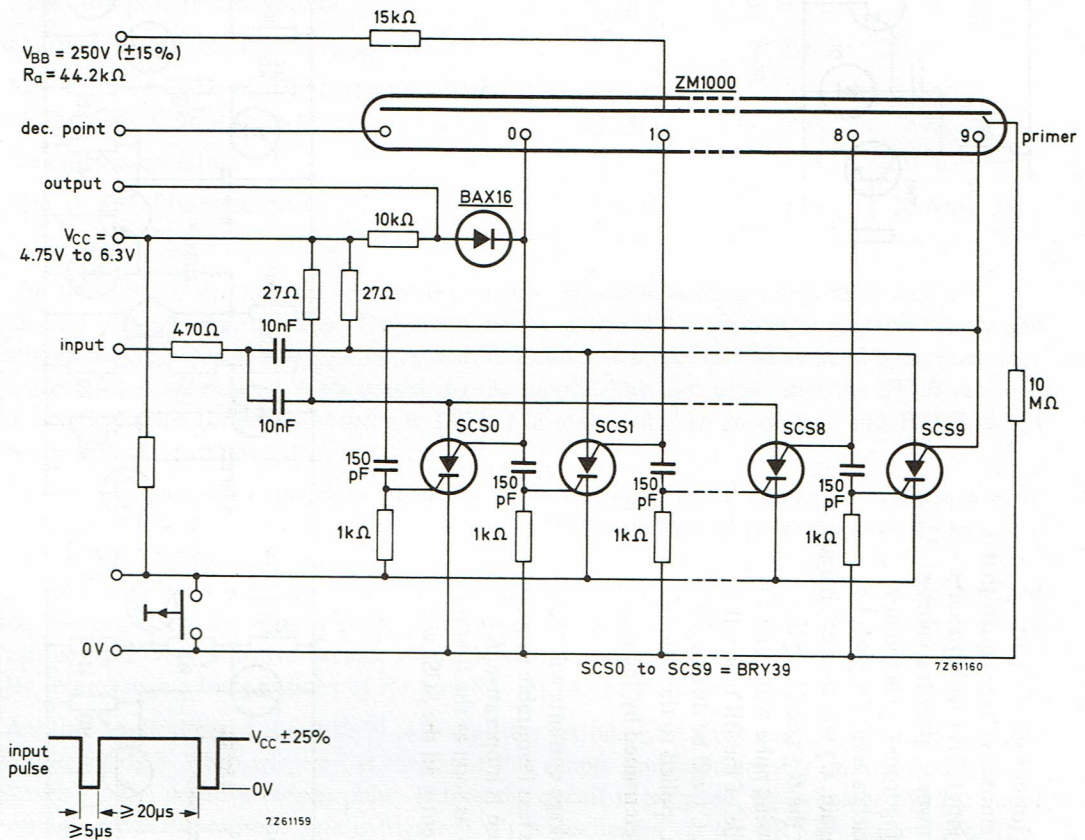 15kΩ
V_BB = 250V (±15%)
R_a = 44.2kΩ
ZM1000
dec. point
0
1
8
9
primer
output
BAX16
10kΩ
V_CC =
4.75V to 6.3V
27Ω
27Ω
470Ω
10nF
input
10nF
10
MΩ
SCS0
SCS1
SCS8
SCS9
150
pF
150
pF
150
pF
150
pF
1kΩ
1kΩ
1kΩ
1kΩ
0V
SCS0 to SCS9 = BRY39
7Z61160
input
pulse
V_CC ±25%
0V
≥20µs
≥5µs
7Z61159